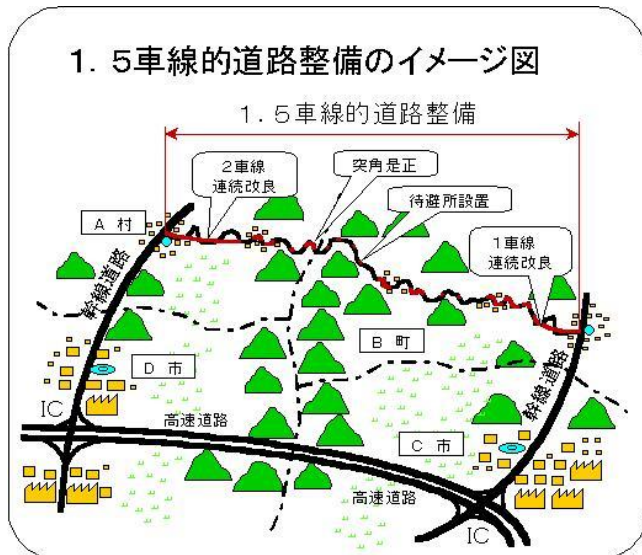 1．5車線的道路整備のイメージ図
1．5車線的道路整備
2車線
連続改良
突角是正
待避所設置
A 村
1車線
連続改良
幹線道路
B 町
D 市
幹線道路
IC
高速道路
C 市
高速道路
IC